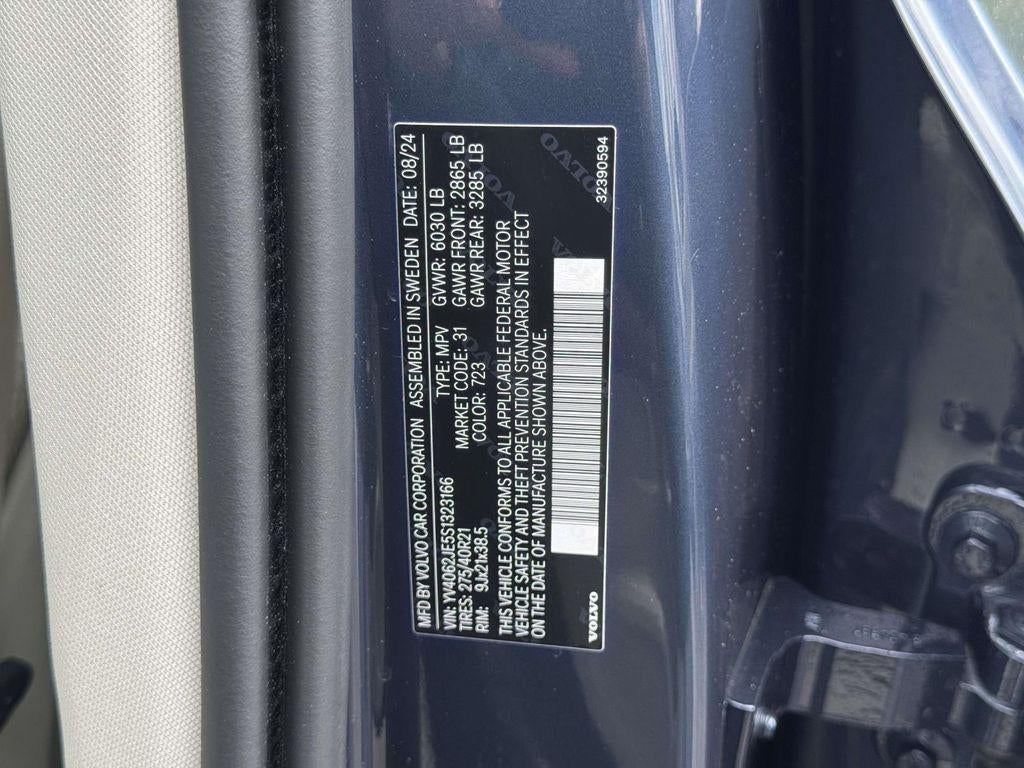 MFD BY VOLVO CAR CORPORATION ASSEMBLED IN SWEDEN DATE: 08/24
VIN: YV4062JE5S1323166 TYPE: MPV GVWR: 6030 LB
TIRES: 275/40R21 MARKET CODE: 31 GAWR FRONT: 2865 LB
RIM: 9Jx21x38.5 COLOR: 723 GAWR REAR: 3285 LB
THIS VEHICLE CONFORMS TO ALL APPLICABLE FEDERAL MOTOR
VEHICLE SAFETY AND THEFT PREVENTION STANDARDS IN EFFECT
ON THE DATE OF MANUFACTURE SHOWN ABOVE.
VOLVO 32390594